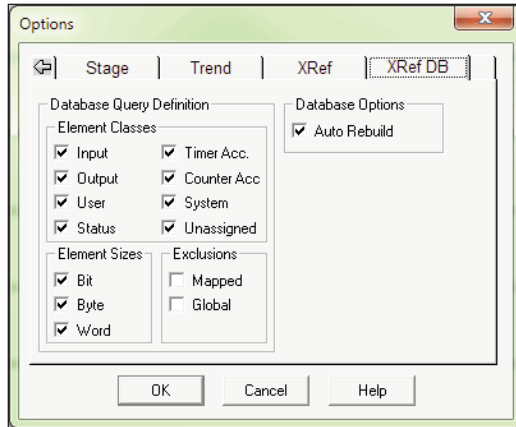 Options
Stage Trend XRef XRef DB
Database Query Definition
Element Classes
Input
Output
User
Status
Timer Acc.
Counter Acc
System
Unassigned
Element Sizes
Bit
Byte
Word
Exclusions
Mapped
Global
Database Options
Auto Rebuild
OK Cancel Help